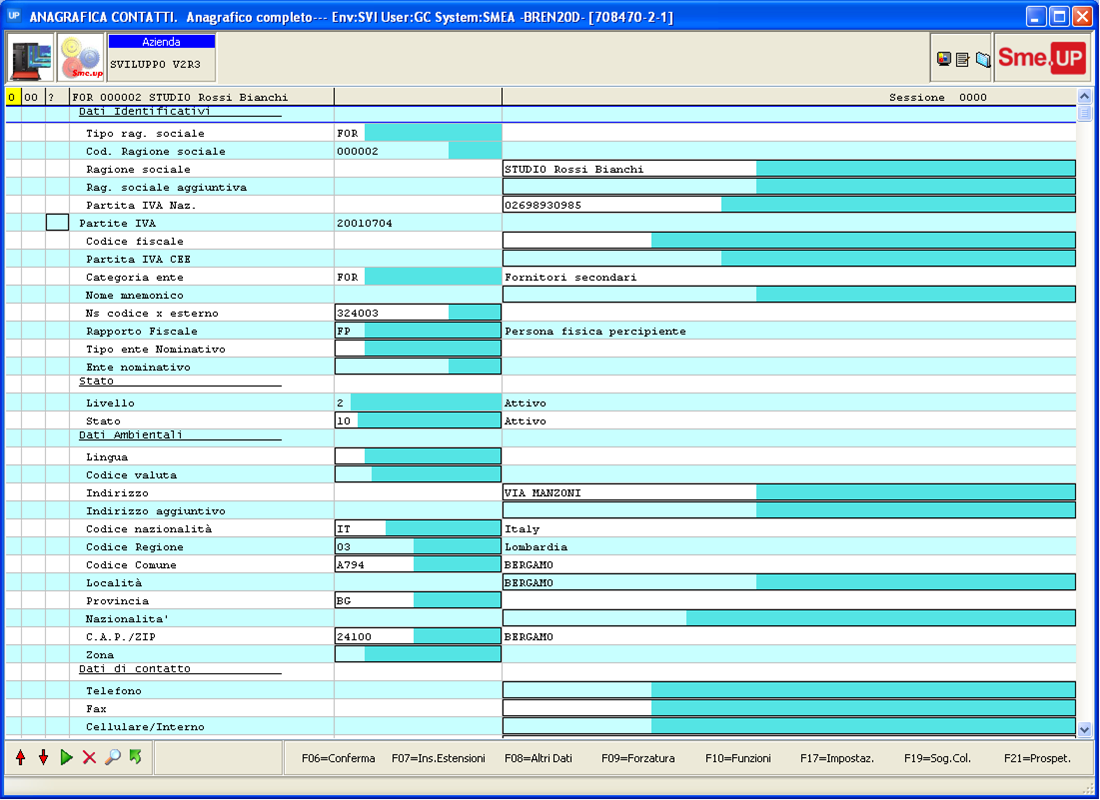 UP ANAGRAFICA CONTATTI. Anagrafico completo--- Env:SVI User:GC System:SMEA -BREN20D- [708470-2-1]
Sme.up
Azienda
SVILUPPO V2R3
Sme.UP
0 00 ? FOR 000002 STUDIO Rossi Bianchi Sessione 0000
Dati Identificativi
Tipo rag. sociale FOR
Cod. Ragione sociale 000002
Ragione sociale STUDIO Rossi Bianchi
Rag. sociale aggiuntiva
Partita IVA Naz. 02698930985
Partite IVA 20010704
Codice fiscale
Partita IVA CEE
Categoria ente FOR Fornitori secondari
Nome mnemonico
Ns codice x esterno 324003
Rapporto Fiscale FP Persona fisica percipiente
Tipo ente Nominativo
Ente nominativo
Stato
Livello 2 Attivo
Stato 10 Attivo
Dati Ambientali
Lingua
Codice valuta
Indirizzo VIA MANZONI
Indirizzo aggiuntivo
Codice nazionalità IT Italy
Codice Regione 03 Lombardia
Codice Comune A794 BERGAMO
Località BERGAMO
Provincia BG
Nazionalita'
C.A.P./ZIP 24100 BERGAMO
Zona
Dati di contatto
Telefono
Fax
Cellulare/Interno
F06=Conferma F07=Ins.Estensioni F08=Altri Dati F09=Forzatura F10=Funzioni F17=Impostaz. F19=Sog.Col. F21=Prospet.